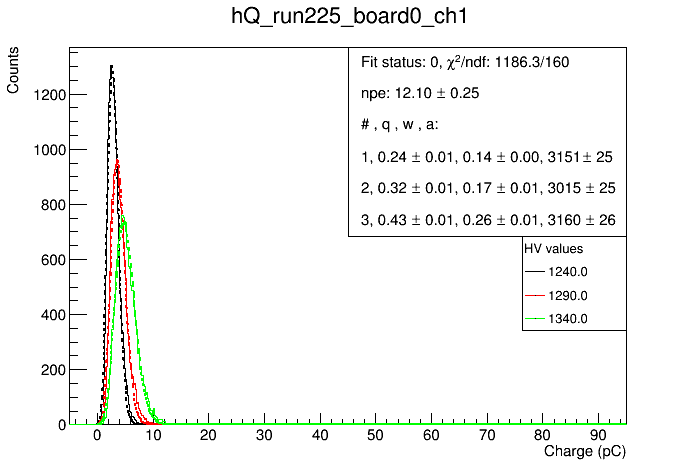 hQ_run225_board0_ch1
Counts
Fit status: 0, χ²/ndf: 1186.3/160
npe: 12.10 ± 0.25
# , q , w , a:
1, 0.24 ± 0.01, 0.14 ± 0.00, 3151± 25
2, 0.32 ± 0.01, 0.17 ± 0.01, 3015 ± 25
3, 0.43 ± 0.01, 0.26 ± 0.01, 3160 ± 26
HV values
1240.0
1290.0
1340.0
1200
1000
800
600
400
200
0
0 10 20 30 40 50 60 70 80 90
Charge (pC)